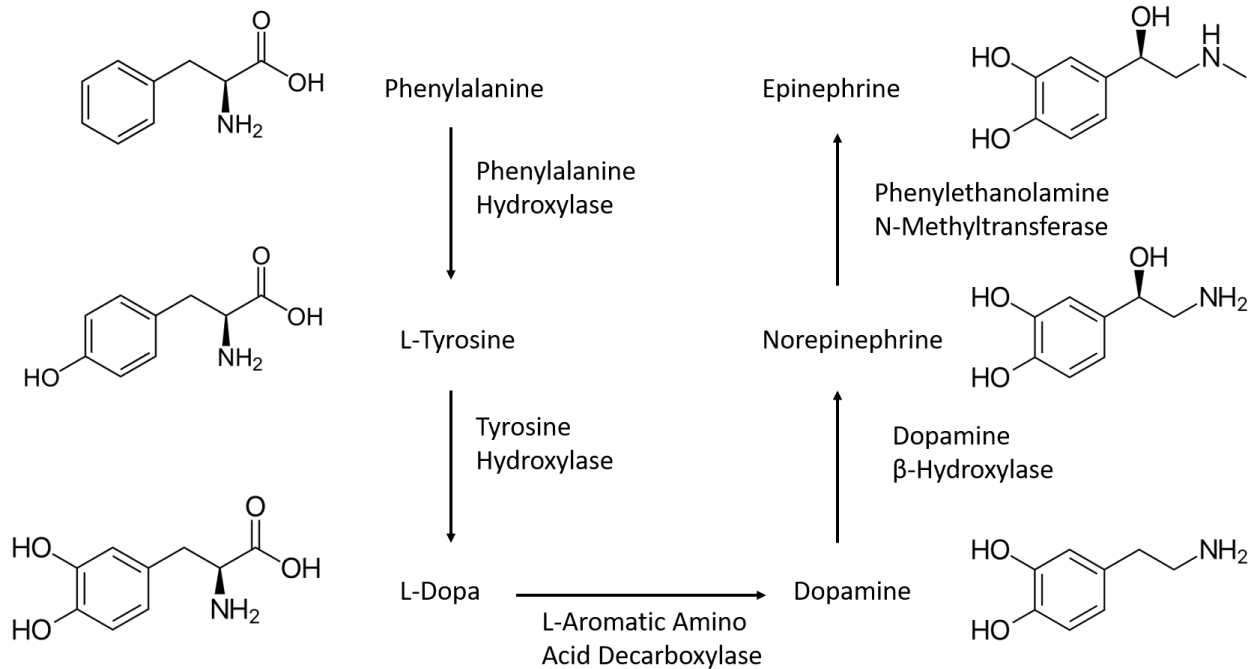 O
OH
NH2
Phenylalanine
Phenylalanine
Hydroxylase
O
OH
NH2
HO
L-Tyrosine
Tyrosine
Hydroxylase
O
HO
OH
NH2
HO
L-Dopa
L-Aromatic Amino
Acid Decarboxylase
Dopamine
HO
NH2
HO
Dopamine
β-Hydroxylase
Norepinephrine
OH
HO
NH2
HO
Phenylethanolamine
N-Methyltransferase
Epinephrine
OH
H
N
HO
HO